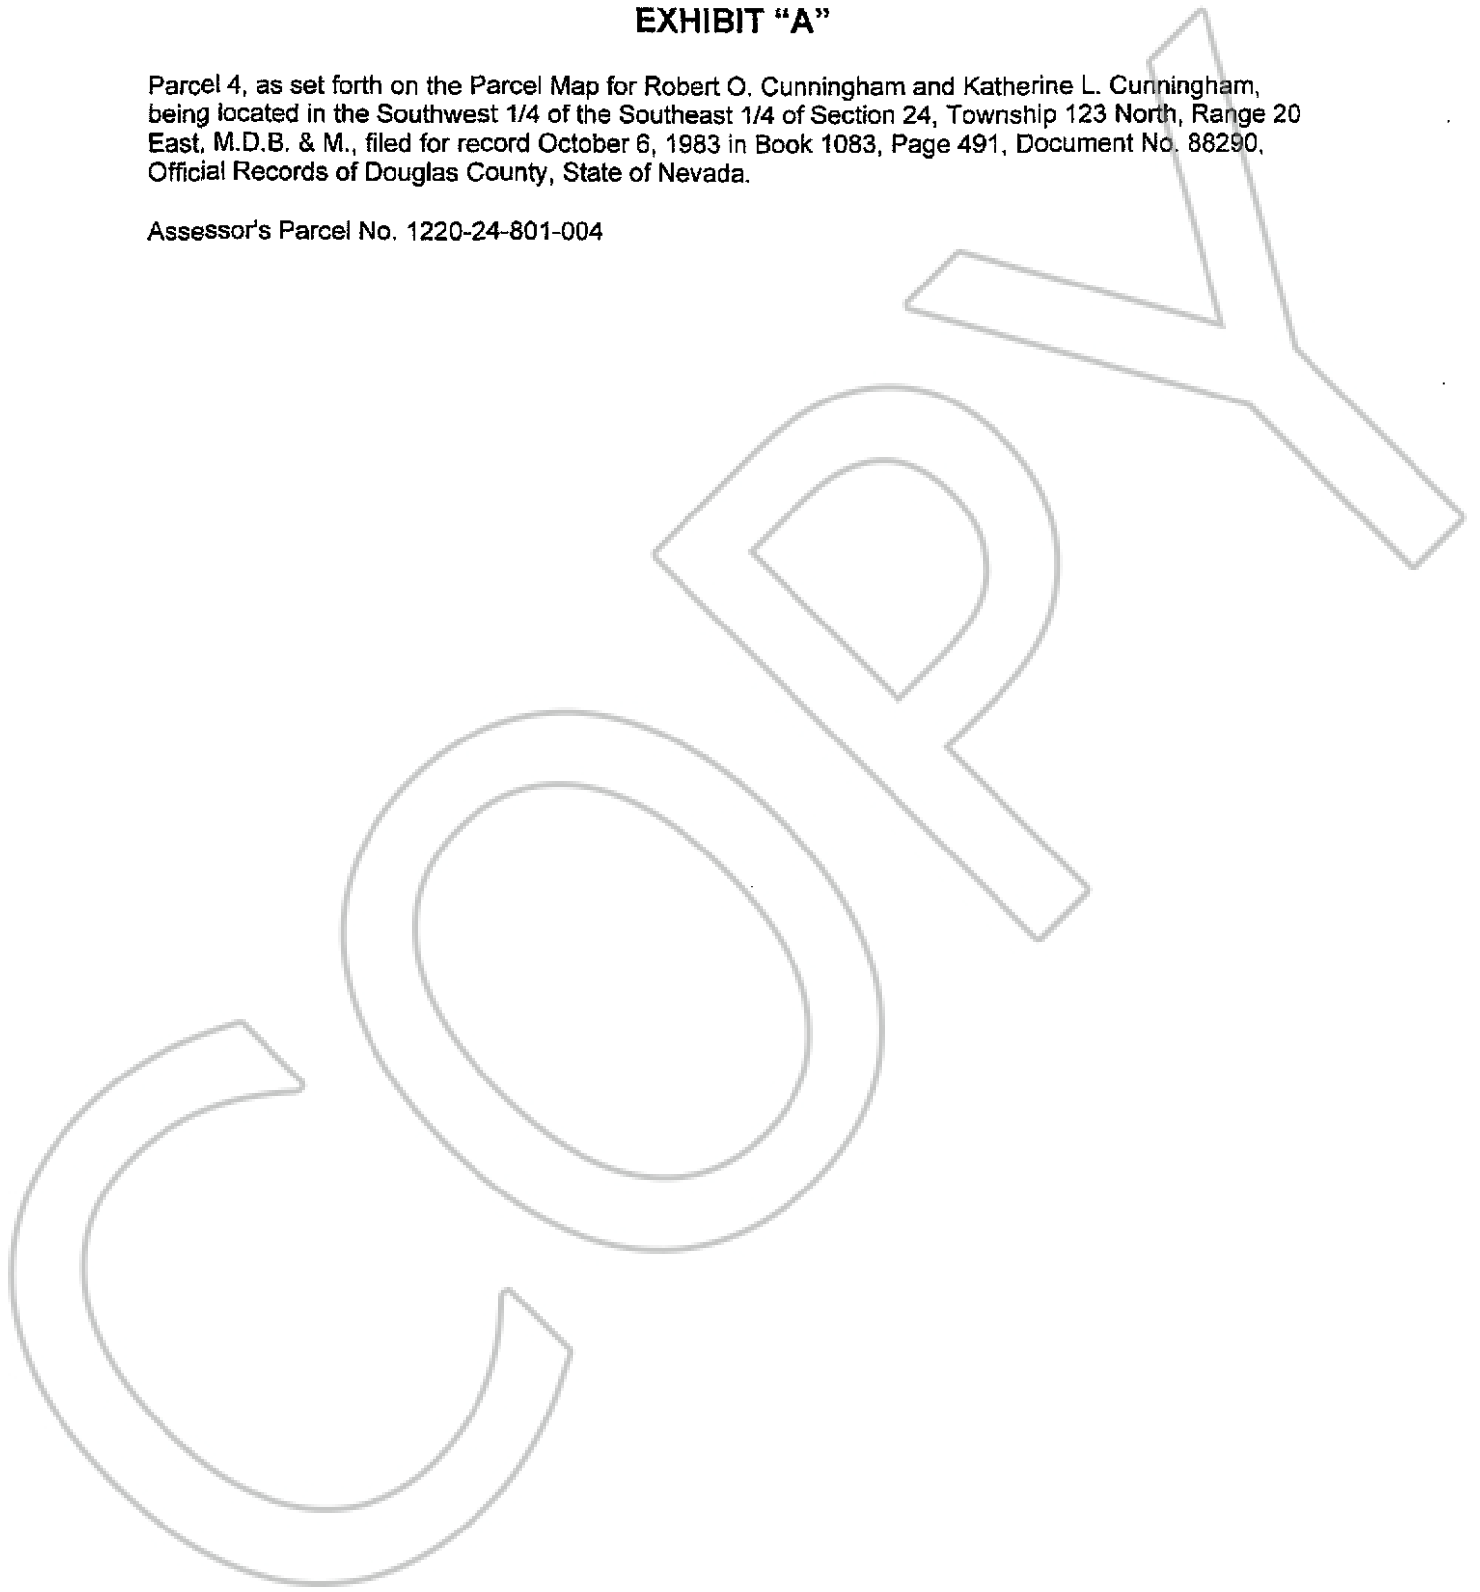 EXHIBIT “A”
Parcel 4, as set forth on the Parcel Map for Robert O. Cunningham and Katherine L. Cunningham,
being located in the Southwest 1/4 of the Southeast 1/4 of Section 24, Township 123 North, Range 20
East, M.D.B. & M., filed for record October 6, 1983 in Book 1083, Page 491, Document No. 88290,
Official Records of Douglas County, State of Nevada.
Assessor's Parcel No. 1220-24-801-004
COPY